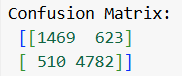 Confusion Matrix:
[[1469  623]
[ 510 4782]]